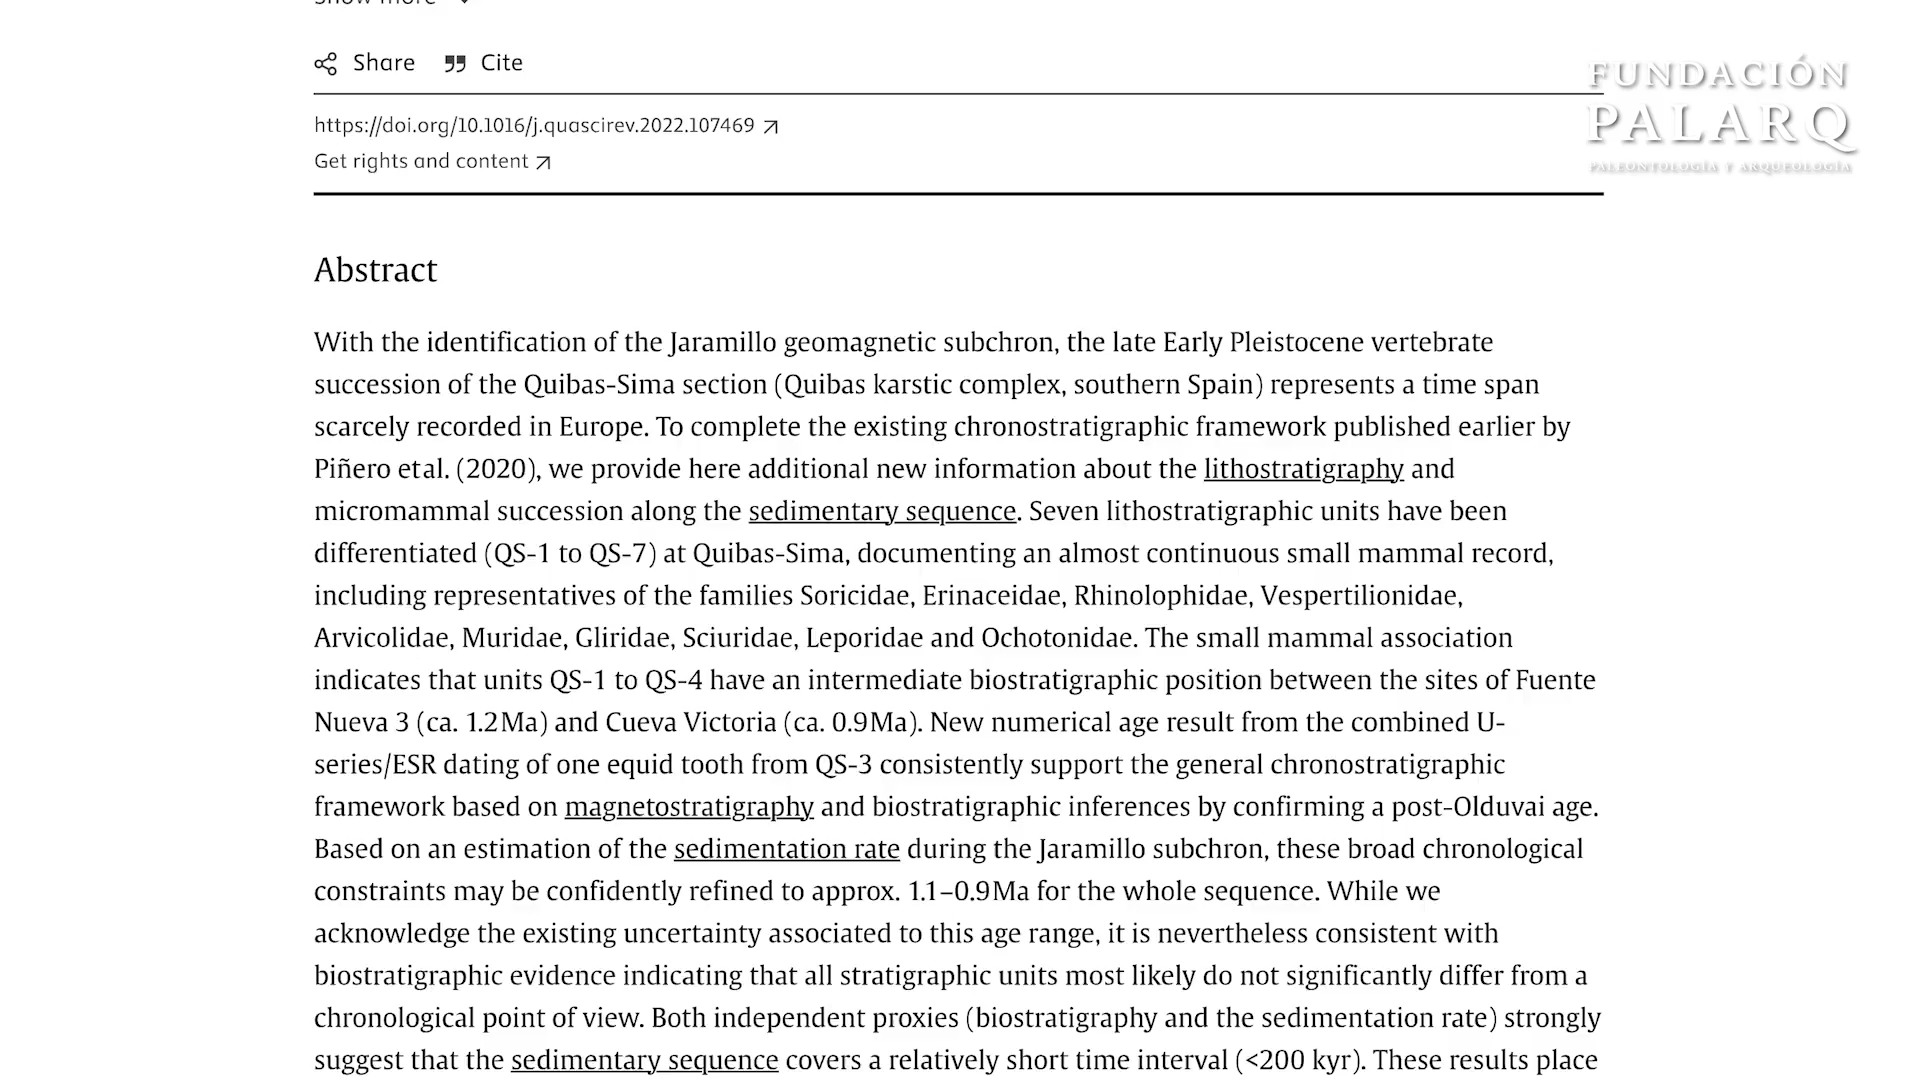 Show more
Share Cite
https://doi.org/10.1016/j.quascirev.2022.107469
Get rights and content
FUNDACIÓN
PALARQ
PALEONTOLOGÍA Y ARQUEOLOGÍA
Abstract
With the identification of the Jaramillo geomagnetic subchron, the late Early Pleistocene vertebrate
succession of the Quibas-Sima section (Quibas karstic complex, southern Spain) represents a time span
scarcely recorded in Europe. To complete the existing chronostratigraphic framework published earlier by
Piñero etal. (2020), we provide here additional new information about the lithostratigraphy and
micromammal succession along the sedimentary sequence. Seven lithostratigraphic units have been
differentiated (QS-1 to QS-7) at Quibas-Sima, documenting an almost continuous small mammal record,
including representatives of the families Soricidae, Erinaceidae, Rhinolophidae, Vespertilionidae,
Arvicolidae, Muridae, Gliridae, Sciuridae, Leporidae and Ochotonidae. The small mammal association
indicates that units QS-1 to QS-4 have an intermediate biostratigraphic position between the sites of Fuente
Nueva 3 (ca. 1.2Ma) and Cueva Victoria (ca. 0.9Ma). New numerical age result from the combined U-
series/ESR dating of one equid tooth from QS-3 consistently support the general chronostratigraphic
framework based on magnetostratigraphy and biostratigraphic inferences by confirming a post-Olduvai age.
Based on an estimation of the sedimentation rate during the Jaramillo subchron, these broad chronological
constraints may be confidently refined to approx. 1.1–0.9Ma for the whole sequence. While we
acknowledge the existing uncertainty associated to this age range, it is nevertheless consistent with
biostratigraphic evidence indicating that all stratigraphic units most likely do not significantly differ from a
chronological point of view. Both independent proxies (biostratigraphy and the sedimentation rate) strongly
suggest that the sedimentary sequence covers a relatively short time interval (<200 kyr). These results place